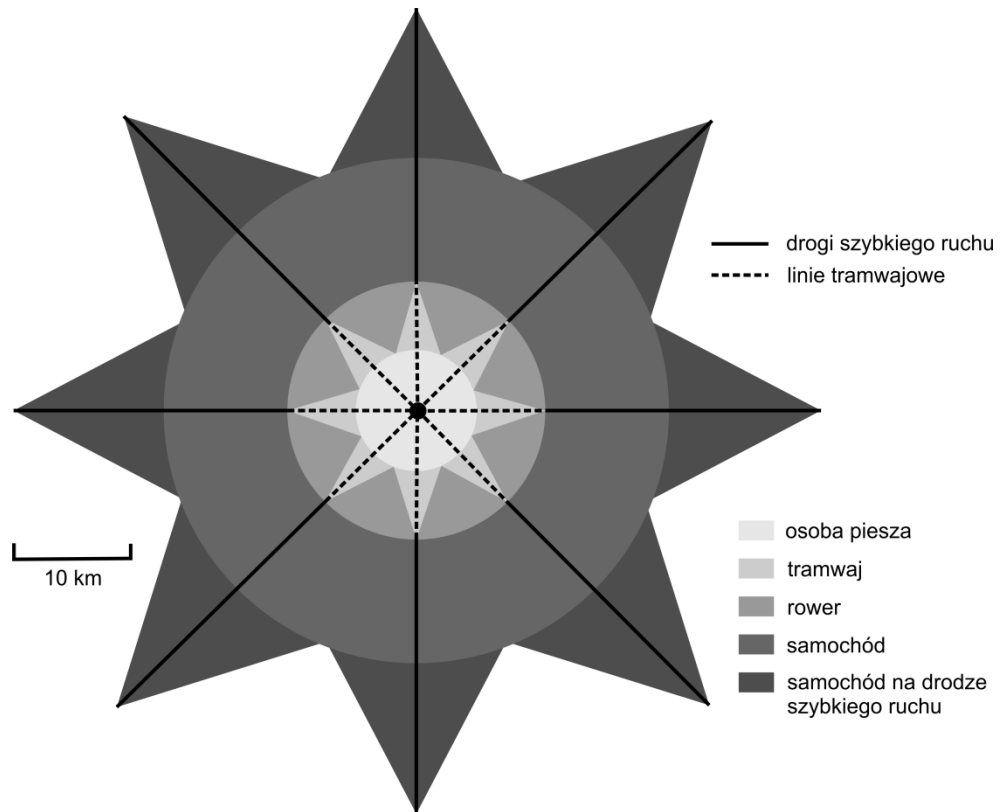 drogi szybkiego ruchu
linie tramwajowe
10 km
osoba piesza
tramwaj
rower
samochód
samochód na drodze
szybkiego ruchu